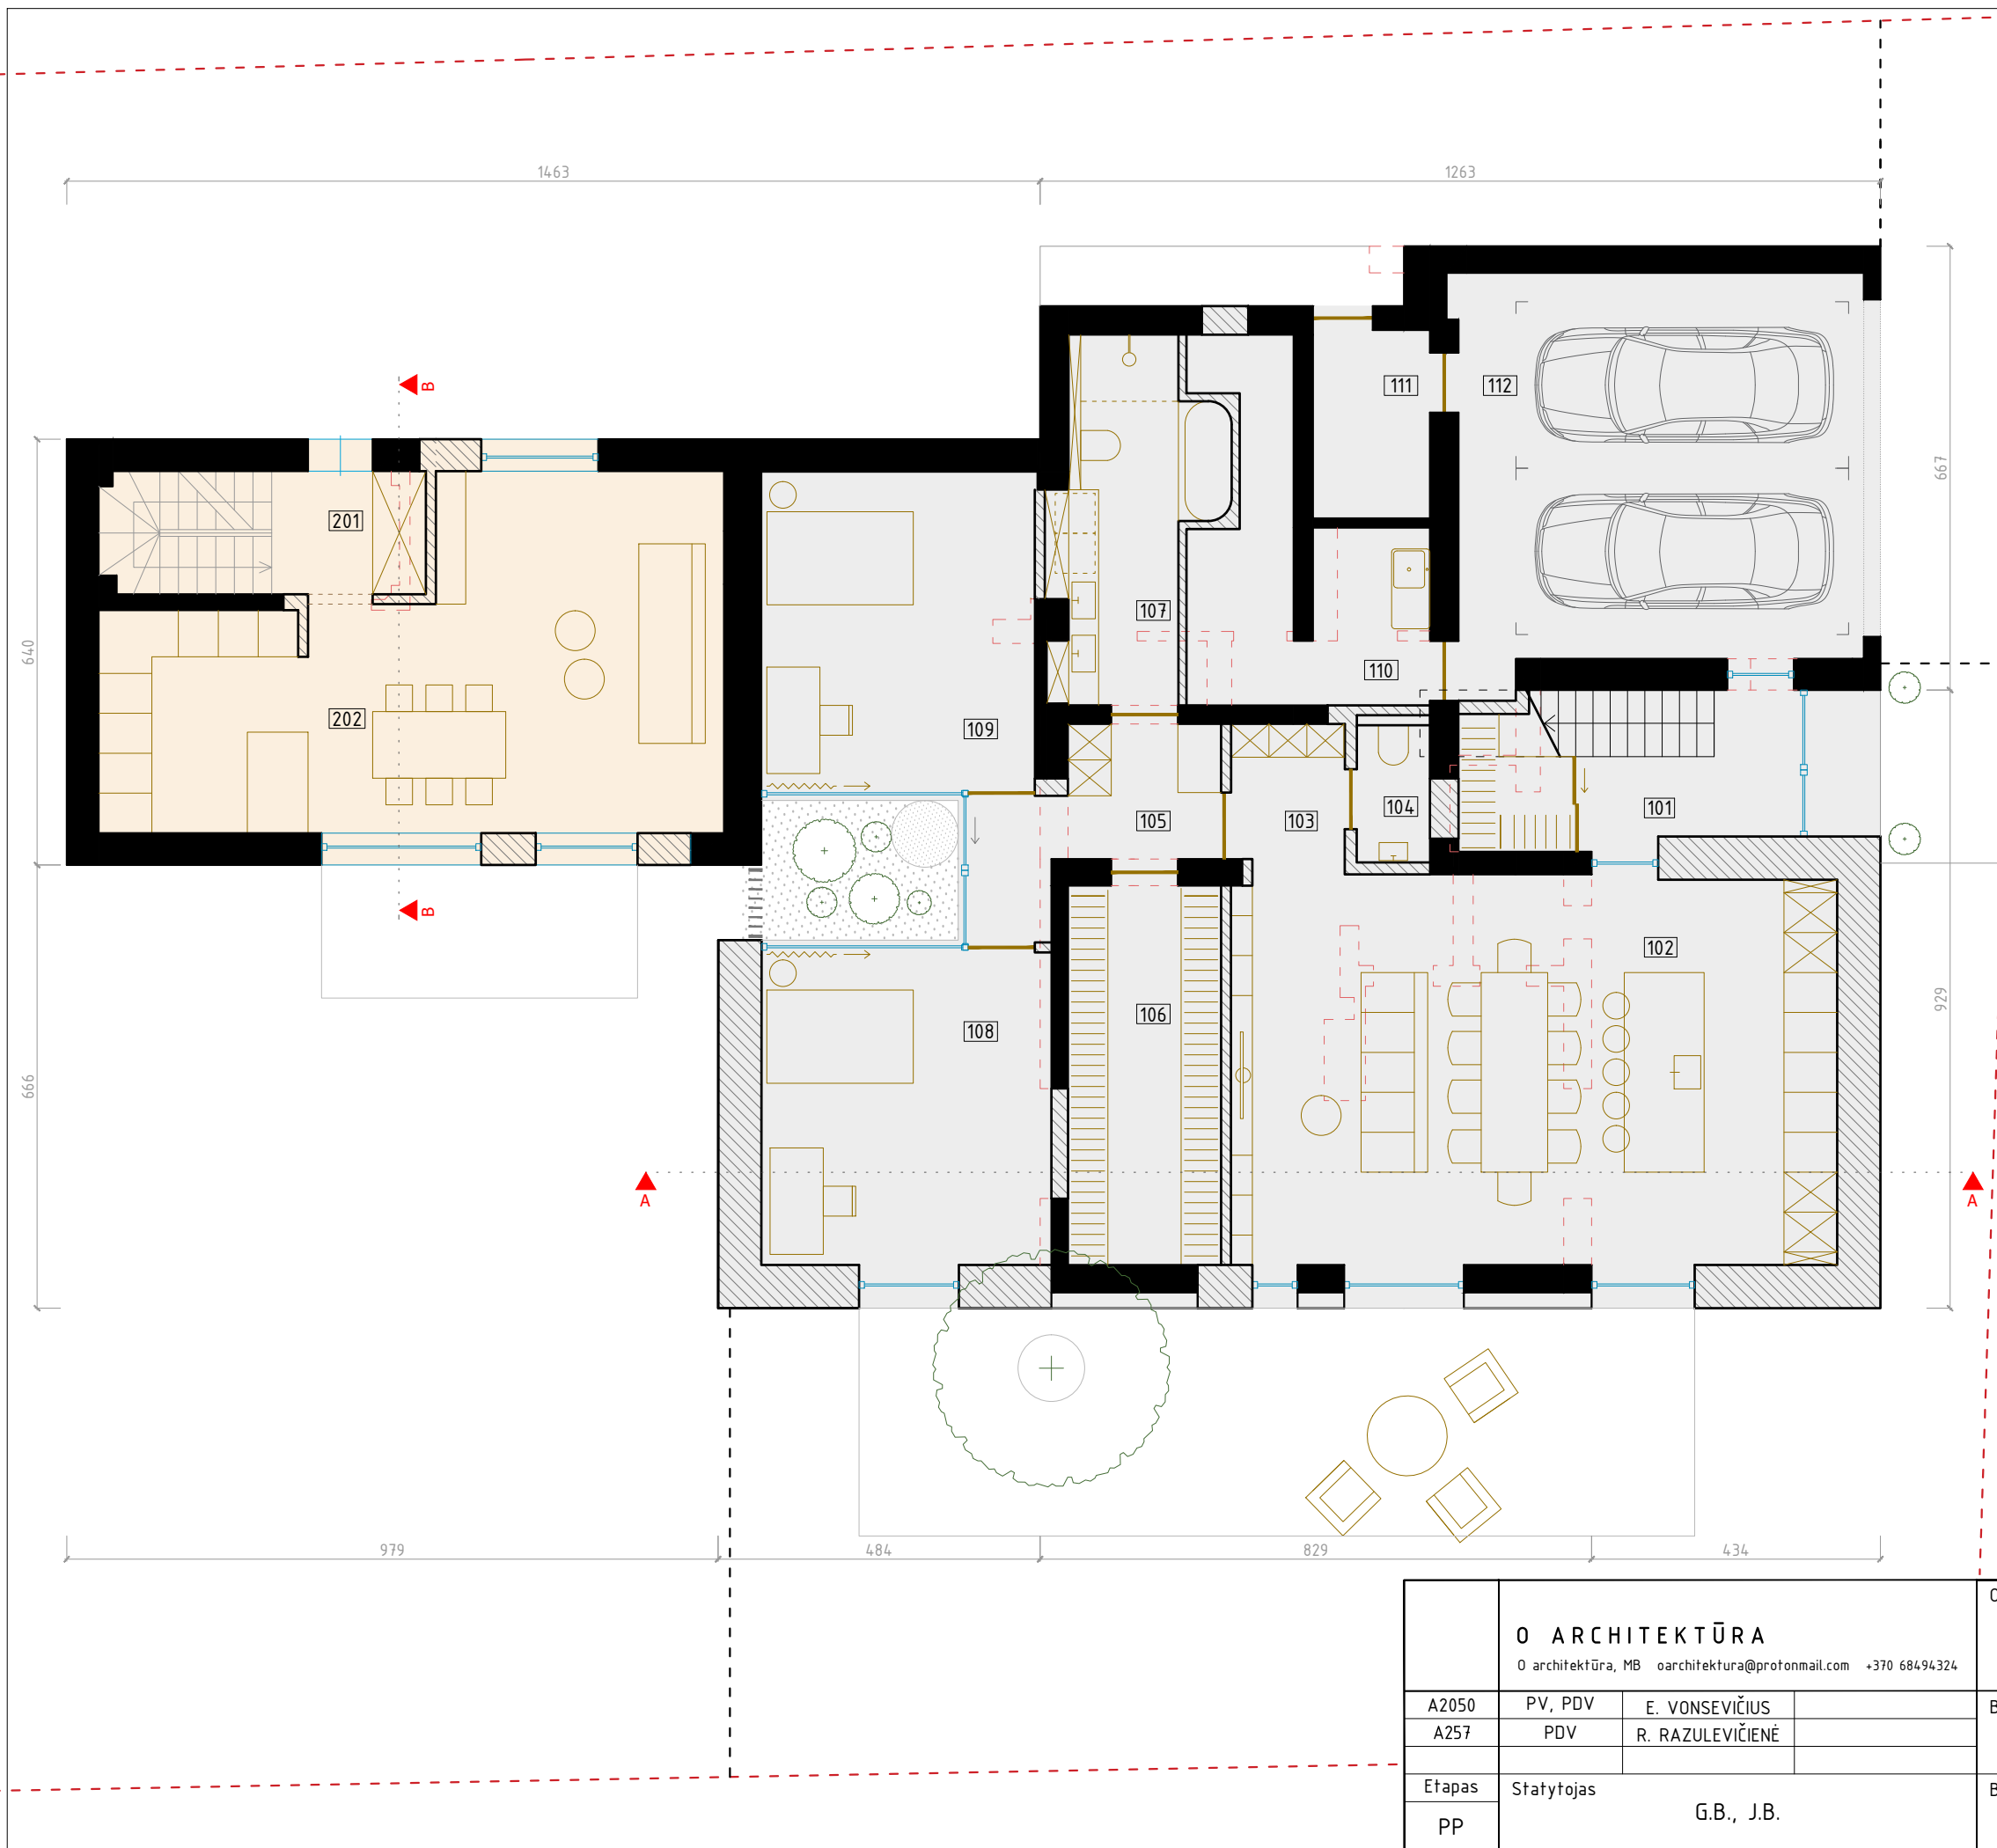 1463
1263
B
111
112
667
201
640
107
110
202
109
101
104
103
105
B
102
106
929
108
666
A
A
979
484
829
434
O ARCHITEKTŪRA
O architektūra, MB oarchitektura@protonmail.com +370 68494324
A2050 PV, PDV E. VONSEVIČIUS
A257 PDV R. RAZULEVIČIENĖ
Etapas Statytojas
G.B., J.B.
PP